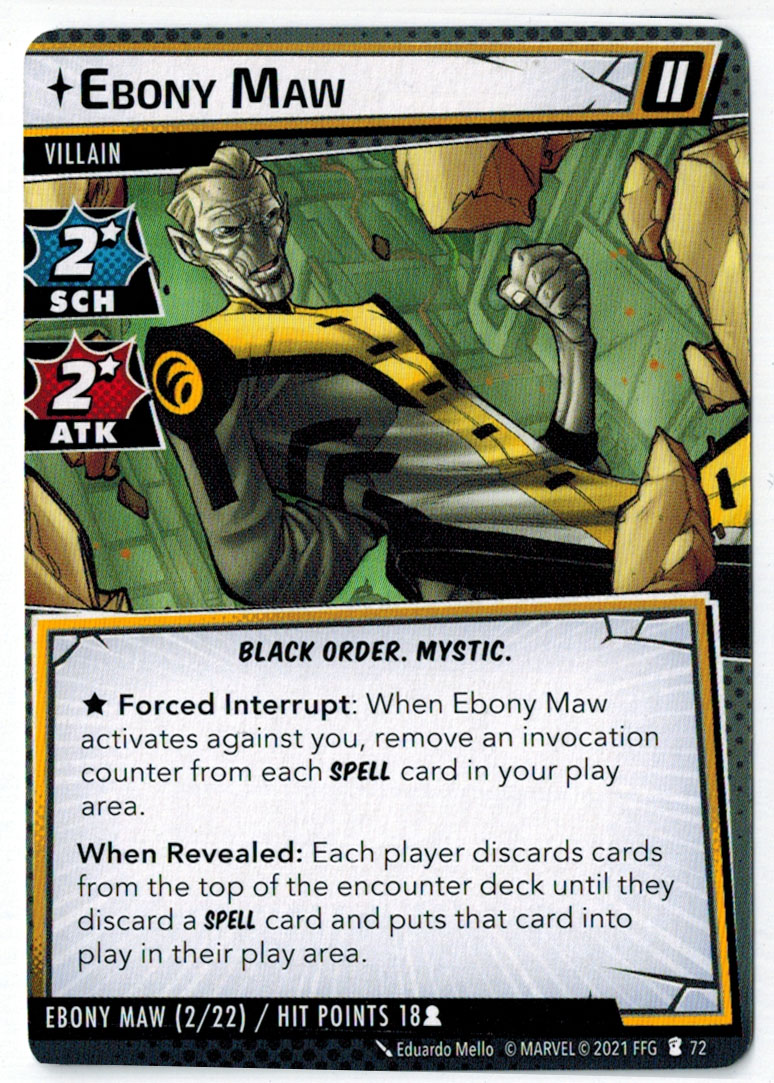 EBONY MAW
II
VILLAIN
2
SCH
2
ATK
BLACK ORDER. MYSTIC.
★ Forced Interrupt: When Ebony Maw
activates against you, remove an invocation
counter from each SPELL card in your play
area.
When Revealed: Each player discards cards
from the top of the encounter deck until they
discard a SPELL card and puts that card into
play in their play area.
EBONY MAW (2/22) / HIT POINTS 18
Eduardo Mello © MARVEL © 2021 FFG 72